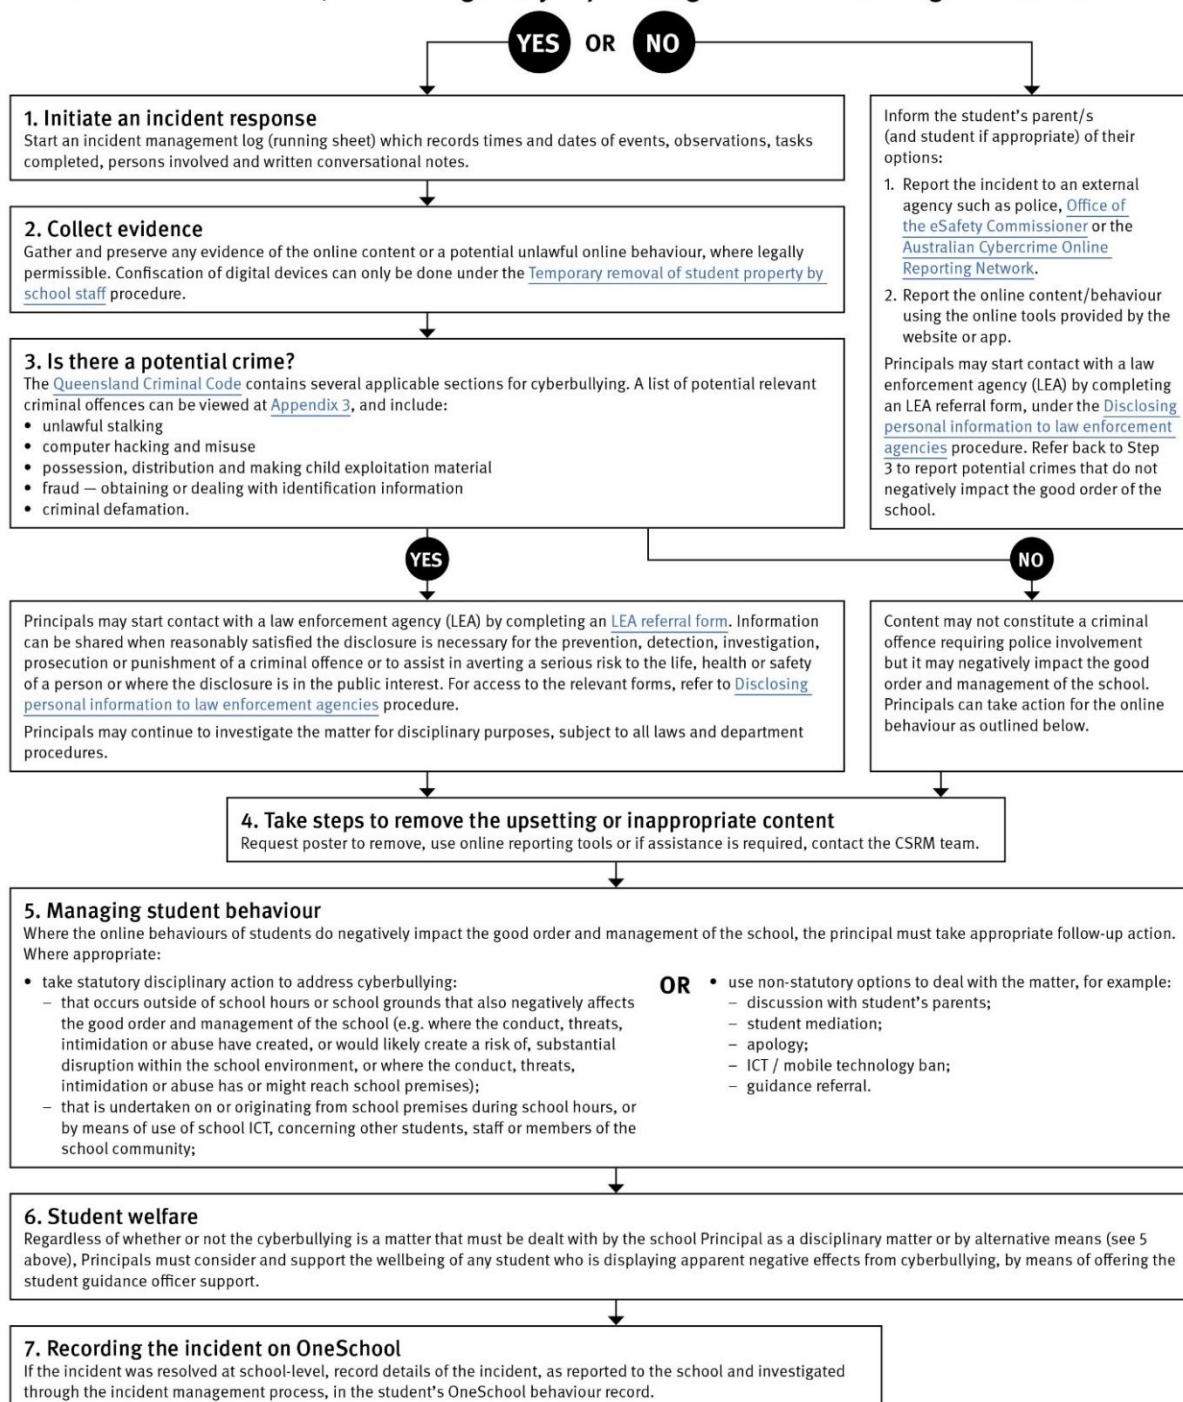 YES OR NO
1. Initiate an incident response
Start an incident management log (running sheet) which records times and dates of events, observations, tasks
completed, persons involved and written conversational notes.
2. Collect evidence
Gather and preserve any evidence of the online content or a potential unlawful online behaviour, where legally
permissible. Confiscation of digital devices can only be done under the Temporary removal of student property by
school staff procedure.
3. Is there a potential crime?
The Queensland Criminal Code contains several applicable sections for cyberbullying. A list of potential relevant
criminal offences can be viewed at Appendix 3, and include:
• unlawful stalking
• computer hacking and misuse
• possession, distribution and making child exploitation material
• fraud — obtaining or dealing with identification information
• criminal defamation.
Inform the student's parent/s
(and student if appropriate) of their
options:
1. Report the incident to an external
agency such as police, Office of
the eSafety Commissioner or the
Australian Cybercrime Online
Reporting Network.
2. Report the online content/behaviour
using the online tools provided by the
website or app.
Principals may start contact with a law
enforcement agency (LEA) by completing
an LEA referral form, under the Disclosing
personal information to law enforcement
agencies procedure. Refer back to Step
3 to report potential crimes that do not
negatively impact the good order of the
school.
YES
NO
Principals may start contact with a law enforcement agency (LEA) by completing an LEA referral form. Information
can be shared when reasonably satisfied the disclosure is necessary for the prevention, detection, investigation,
prosecution or punishment of a criminal offence or to assist in averting a serious risk to the life, health or safety
of a person or where the disclosure is in the public interest. For access to the relevant forms, refer to Disclosing
personal information to law enforcement agencies procedure.
Principals may continue to investigate the matter for disciplinary purposes, subject to all laws and department
procedures.
Content may not constitute a criminal
offence requiring police involvement
but it may negatively impact the good
order and management of the school.
Principals can take action for the online
behaviour as outlined below.
4. Take steps to remove the upsetting or inappropriate content
Request poster to remove, use online reporting tools or if assistance is required, contact the CSRM team.
5. Managing student behaviour
Where the online behaviours of students do negatively impact the good order and management of the school, the principal must take appropriate follow-up action.
Where appropriate:
• take statutory disciplinary action to address cyberbullying:
– that occurs outside of school hours or school grounds that also negatively affects
the good order and management of the school (e.g. where the conduct, threats,
intimidation or abuse have created, or would likely create a risk of, substantial
disruption within the school environment, or where the conduct, threats,
intimidation or abuse has or might reach school premises);
– that is undertaken on or originating from school premises during school hours, or
by means of use of school ICT, concerning other students, staff or members of the
school community;
OR
• use non-statutory options to deal with the matter, for example:
– discussion with student's parents;
– student mediation;
– apology;
– ICT / mobile technology ban;
– guidance referral.
6. Student welfare
Regardless of whether or not the cyberbullying is a matter that must be dealt with by the school Principal as a disciplinary matter or by alternative means (see 5
above), Principals must consider and support the wellbeing of any student who is displaying apparent negative effects from cyberbullying, by means of offering the
student guidance officer support.
7. Recording the incident on OneSchool
If the incident was resolved at school-level, record details of the incident, as reported to the school and investigated
through the incident management process, in the student's OneSchool behaviour record.